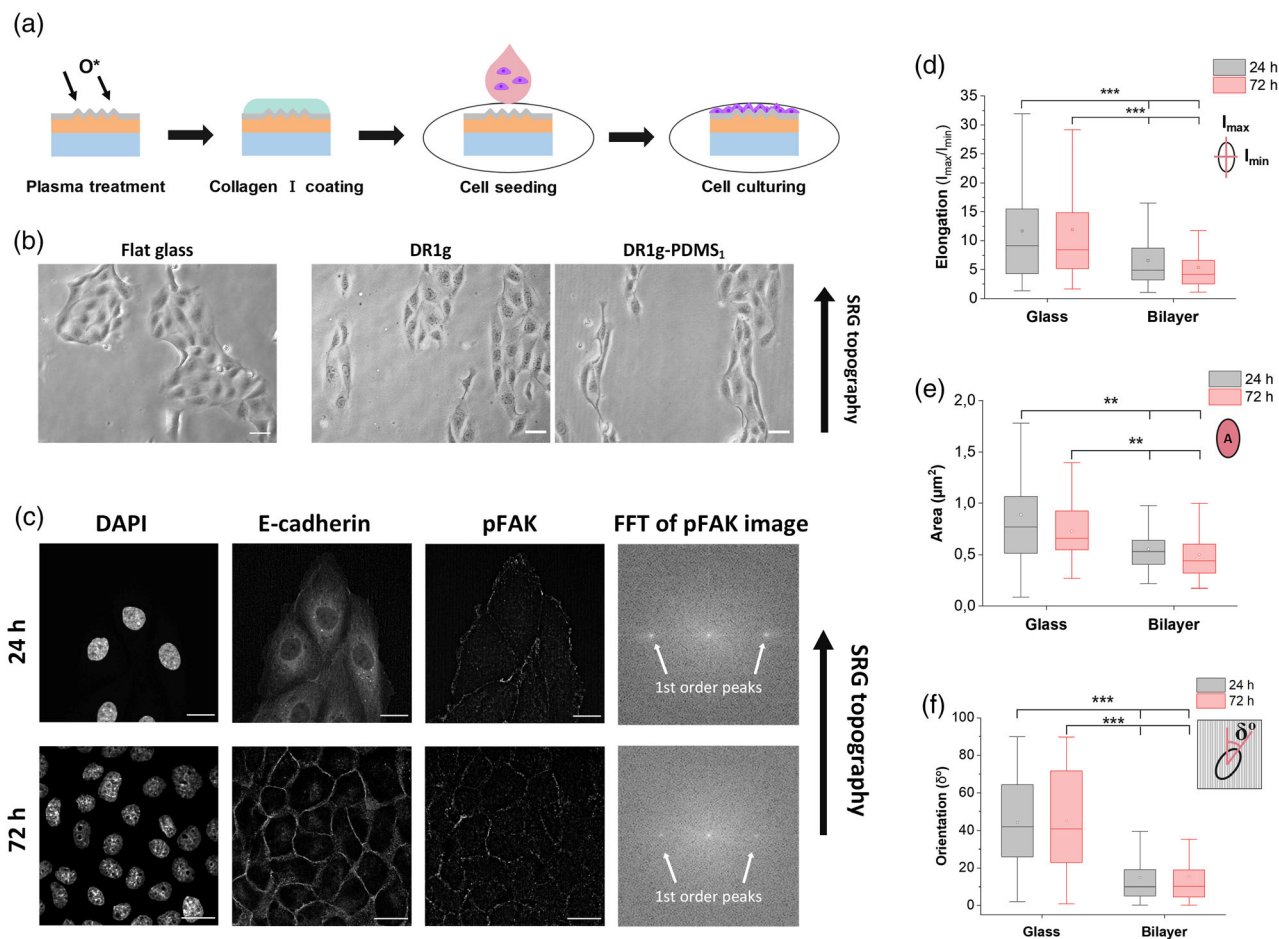 (a)
O*
Plasma treatment
Collagen I coating
Cell seeding
Cell culturing
(b)
Flat glass
DR1g
DR1g-PDMS₁
SRG topography
(c)
DAPI
E-cadherin
pFAK
FFT of pFAK image
24 h
1st order peaks
72 h
1st order peaks
SRG topography
(d)
24 h
72 h
35
30
25
20
15
10
5
0
Elongation (Imax/Imin)
***
***
Imax
Imin
Glass
Bilayer
(e)
24 h
72 h
2,0
1,5
1,0
0,5
0,0
Area (µm²)
**
**
A
Glass
Bilayer
(f)
24 h
72 h
100
80
60
40
20
0
Orientation (δº)
***
***
δº
Glass
Bilayer